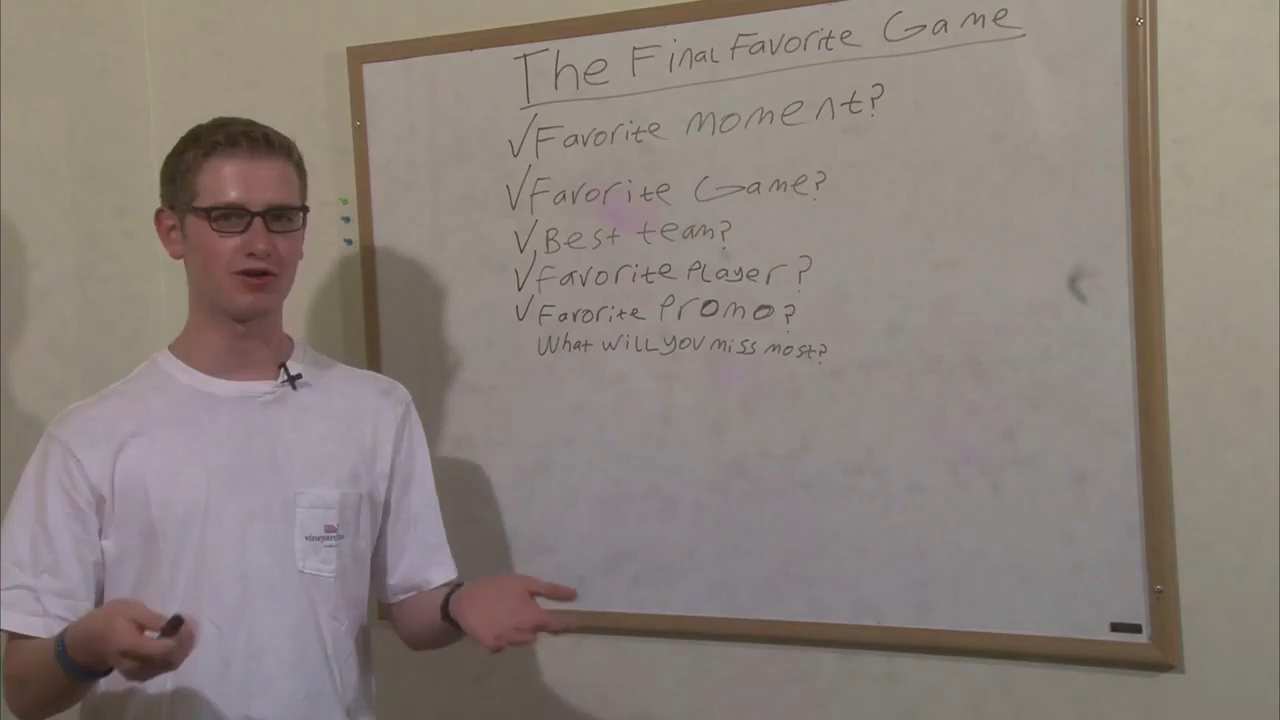 The Final Favorite Game
✓Favorite moment?
✓Favorite Game?
✓Best team?
✓Favorite Player?
✓Favorite Promo?
What will you miss most?